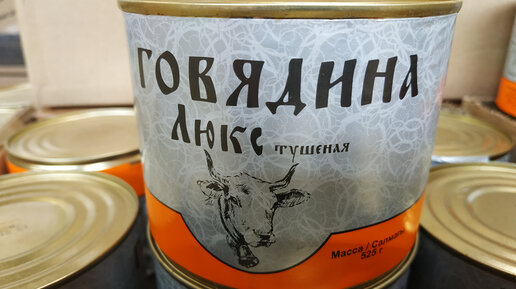 ГОВЯДИНА
ЛЮКС ТУШЕНАЯ
Масса / Салмағы
525 г